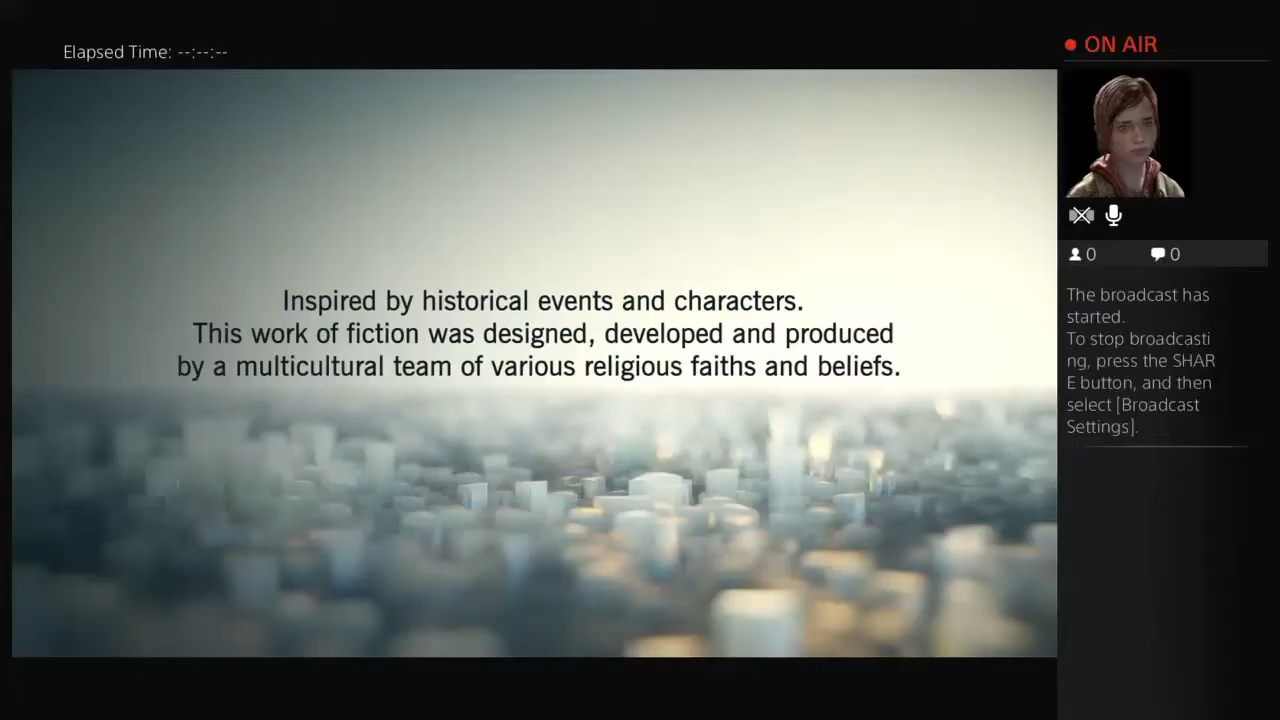 Elapsed Time: --:--:--
ON AIR
Inspired by historical events and characters.
This work of fiction was designed, developed and produced
by a multicultural team of various religious faiths and beliefs.
0 0
The broadcast has
started.
To stop broadcasti
ng, press the SHAR
E button, and then
select [Broadcast
Settings].